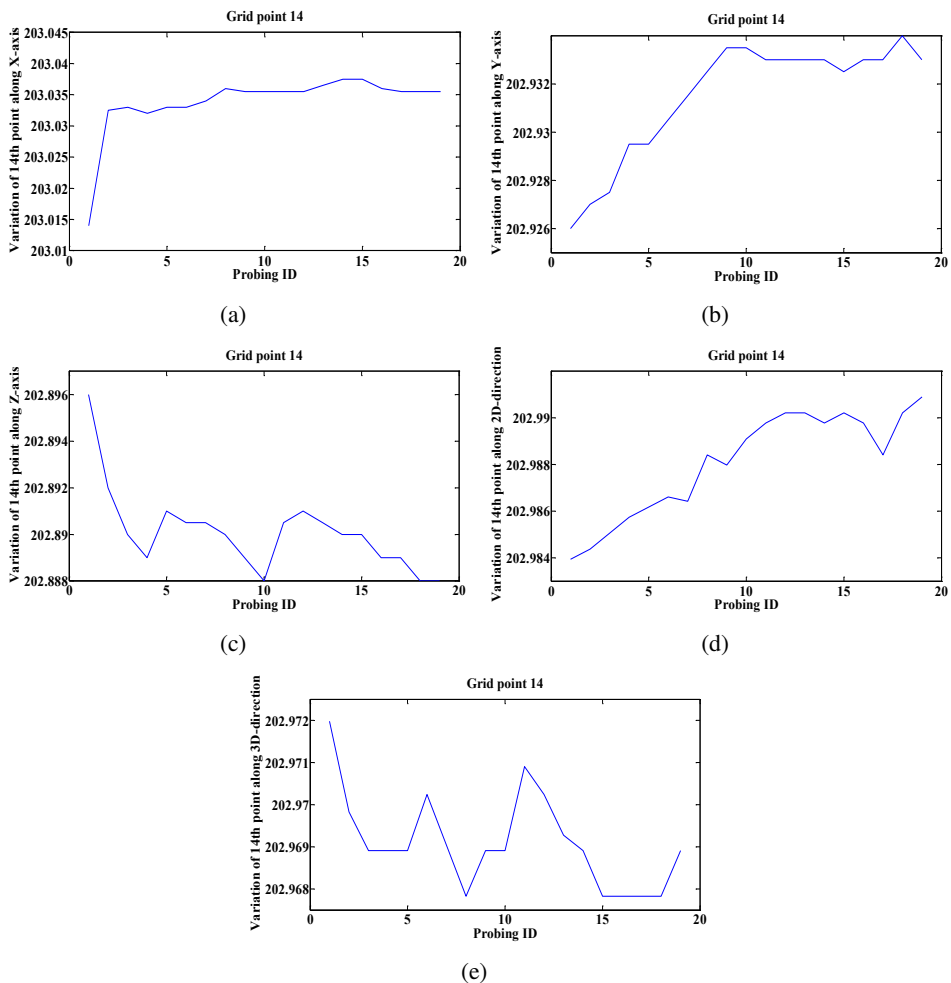 Grid point 14
Variation of 14th point along X-axis
203.045
203.04
203.035
203.03
203.025
203.02
203.015
203.01
0
5
10
15
20
Probing ID
(a)
Grid point 14
Variation of 14th point along Y-axis
202.932
202.93
202.928
202.926
0
5
10
15
20
Probing ID
(b)
Grid point 14
Variation of 14th point along Z-axis
202.896
202.894
202.892
202.89
202.888
0
5
10
15
20
Probing ID
(c)
Grid point 14
Variation of 14th point along 2D-direction
202.99
202.988
202.986
202.984
0
5
10
15
20
Probing ID
(d)
Grid point 14
Variation of 14th point along 3D-direction
202.972
202.971
202.97
202.969
202.968
0
5
10
15
20
Probing ID
(e)